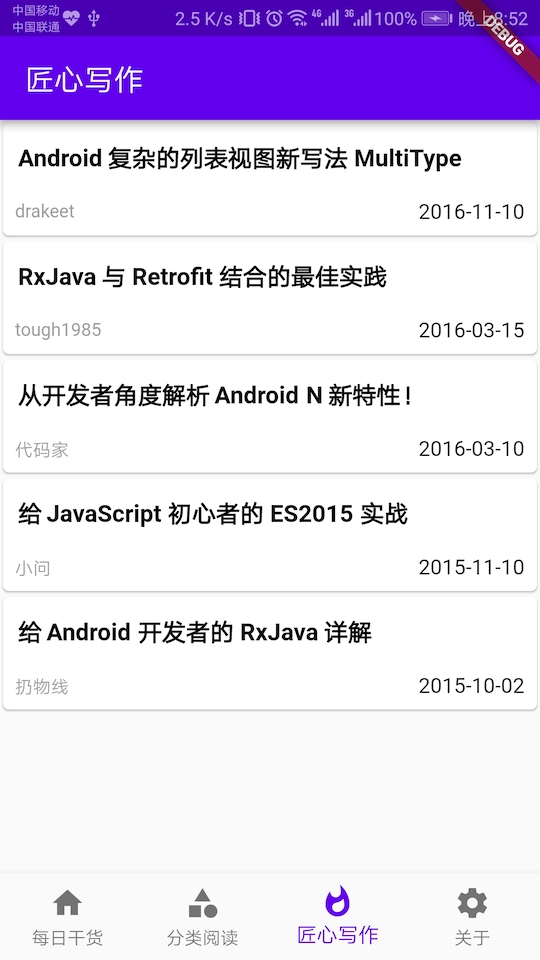 中国移动
中国联通
2.5 K/s 4G 3G 100% 晚上8:52
DEBUG
匠心写作
Android 复杂的列表视图新写法 MultiType
drakeet 2016-11-10
RxJava 与 Retrofit 结合的最佳实践
tough1985 2016-03-15
从开发者角度解析 Android N 新特性!
代码家 2016-03-10
给 JavaScript 初心者的 ES2015 实战
小问 2015-11-10
给 Android 开发者的 RxJava 详解
扔物线 2015-10-02
每日干货 分类阅读 匠心写作 关于